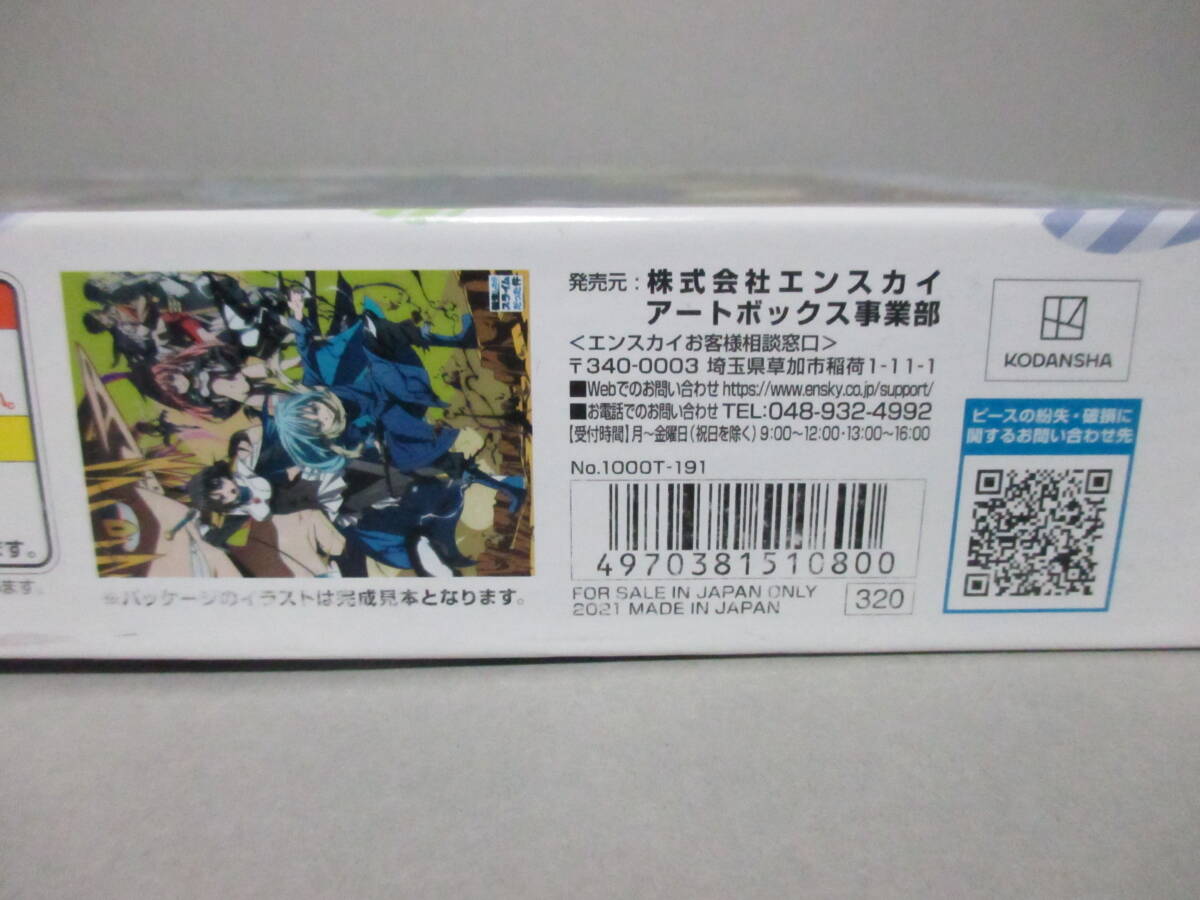 発売元：株式会社エンスカイ
アートボックス事業部
＜エンスカイお客様相談窓口＞
〒340-0003 埼玉県草加市稲荷1-11-1
■Webでのお問い合わせ https://www.ensky.co.jp/support/
■お電話でのお問い合わせ TEL:048-932-4992
【受付時間】月～金曜日(祝日を除く) 9:00～12:00・13:00～16:00
No.1000T-191
4970381510800
FOR SALE IN JAPAN ONLY
2021 MADE IN JAPAN
320
KODANSHA
ピースの紛失・破損に
関するお問い合わせ先
※パッケージのイラストは完成見本となります。
ます。
ます。